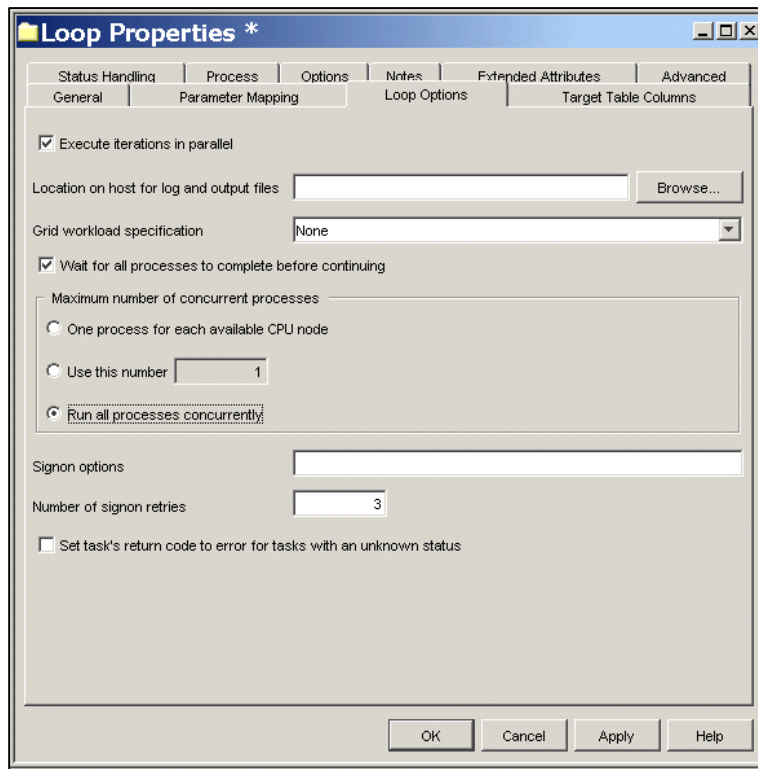 Loop Properties *
Status Handling Process Options Notes Extended Attributes Advanced
General Parameter Mapping Loop Options Target Table Columns
Execute iterations in parallel
Location on host for log and output files Browse...
Grid workload specification None
Wait for all processes to complete before continuing
Maximum number of concurrent processes
One process for each available CPU node
Use this number 1
Run all processes concurrently
Signon options
Number of signon retries 3
Set task's return code to error for tasks with an unknown status
OK Cancel Apply Help